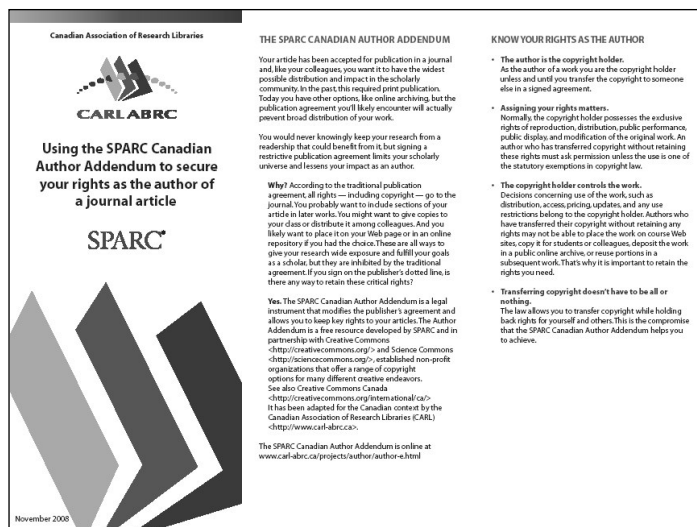 Canadian Association of Research Libraries
CARL ABRC
Using the SPARC Canadian
Author Addendum to secure
your rights as the author of
a journal article
SPARC
November 2008
THE SPARC CANADIAN AUTHOR ADDENDUM
Your article has been accepted for publication in a journal
and, like your colleagues, you want it to have the widest
possible distribution and impact in the scholarly
community. In the past, this required print publication.
Today you have other options, like online archiving, but the
publication agreement you'll likely encounter will actually
prevent broad distribution of your work.
You would never knowingly keep your research from a
readership that could benefit from it, but signing a
restrictive publication agreement limits your scholarly
universe and lessens your impact as an author.
Why? According to the traditional publication
agreement, all rights — including copyright — go to the
journal. You probably want to include sections of your
article in later works. You might want to give copies to
your class or distribute it among colleagues. And you
likely want to place it on your Web page or in an online
repository if you had the choice. These are all ways to
give your research wide exposure and fulfill your goals
as a scholar, but they are inhibited by the traditional
agreement. If you sign on the publisher's dotted line, is
there any way to retain these critical rights?
Yes. The SPARC Canadian Author Addendum is a legal
instrument that modifies the publisher's agreement and
allows you to keep key rights to your articles. The Author
Addendum is a free resource developed by SPARC and in
partnership with Creative Commons
<http://creativecommons.org/> and Science Commons
<http://sciencecommons.org/>, established non-profit
organizations that offer a range of copyright
options for many different creative endeavors.
See also Creative Commons Canada
<http://creativecommons.org/international/ca/>
It has been adapted for the Canadian context by the
Canadian Association of Research Libraries (CARL)
<http://www.carl-abrc.ca>.
The SPARC Canadian Author Addendum is online at
www.carl-abrc.ca/projects/author/author-e.html
KNOW YOUR RIGHTS AS THE AUTHOR
• The author is the copyright holder.
As the author of a work you are the copyright holder
unless and until you transfer the copyright to someone
else in a signed agreement.
• Assigning your rights matters.
Normally, the copyright holder possesses the exclusive
rights of reproduction, distribution, public performance,
public display, and modification of the original work. An
author who has transferred copyright without retaining
these rights must ask permission unless the use is one of
the statutory exemptions in copyright law.
• The copyright holder controls the work.
Decisions concerning use of the work, such as
distribution, access, pricing, updates, and any use
restrictions belong to the copyright holder. Authors who
have transferred their copyright without retaining any
rights may not be able to place the work on course Web
sites, copy it for students or colleagues, deposit the work
in a public online archive, or reuse portions in a
subsequent work. That's why it is important to retain the
rights you need.
• Transferring copyright doesn't have to be all or
nothing.
The law allows you to transfer copyright while holding
back rights for yourself and others. This is the compromise
that the SPARC Canadian Author Addendum helps you
to achieve.